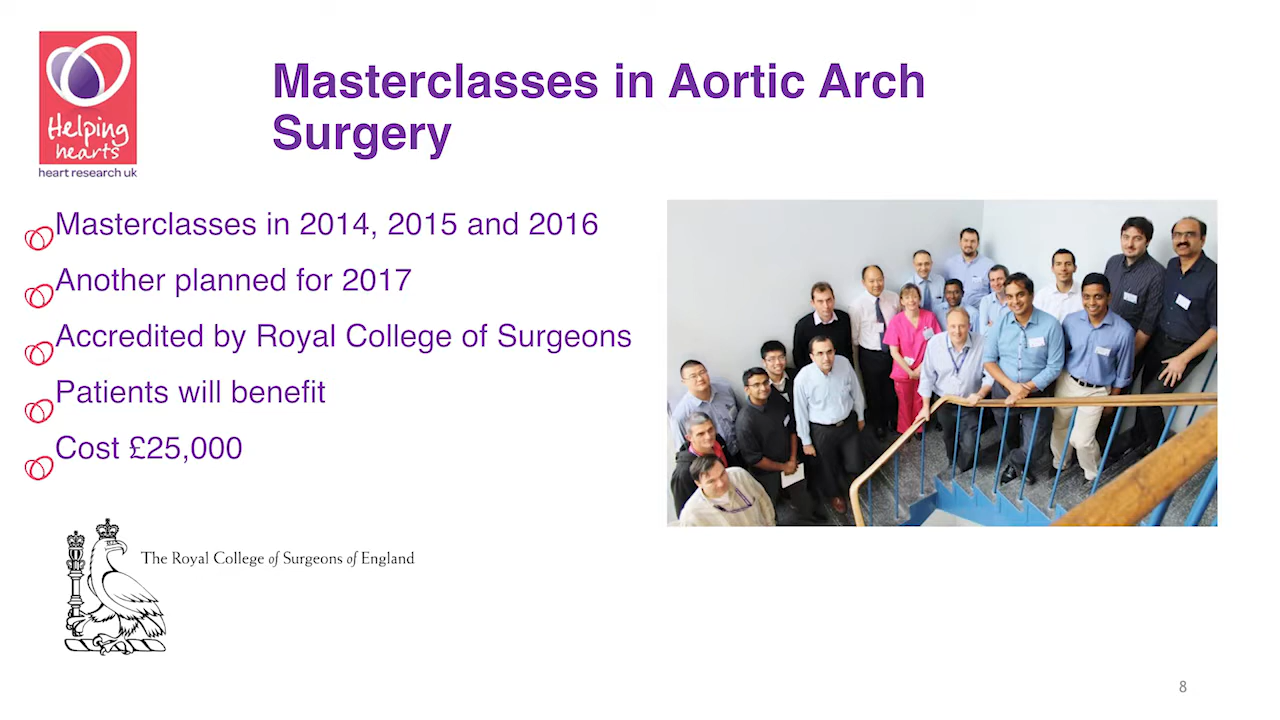 Helping
hearts
heart research uk
Masterclasses in Aortic Arch
Surgery
Masterclasses in 2014, 2015 and 2016
Another planned for 2017
Accredited by Royal College of Surgeons
Patients will benefit
Cost £25,000
The Royal College of Surgeons of England
8